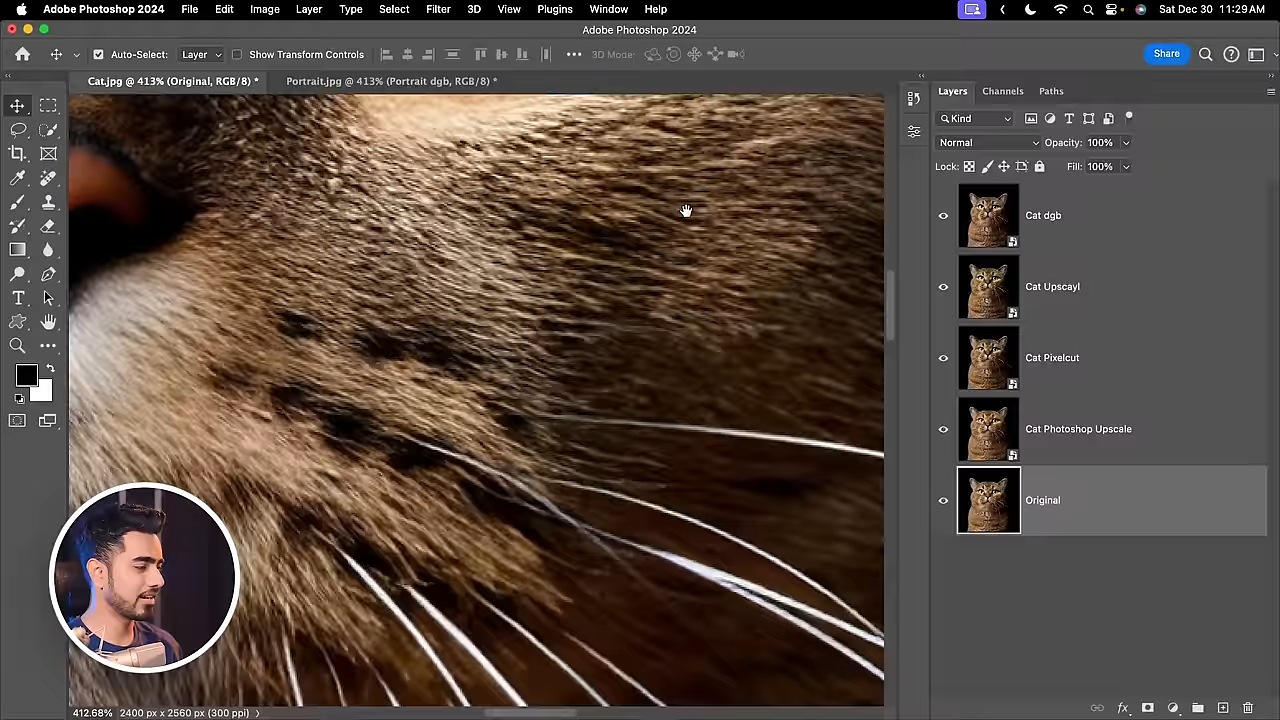 Adobe Photoshop 2024 File Edit Image Layer Type Select Filter 3D View Plugins Window Help Sat Dec 30 11:29 AM
Adobe Photoshop 2024
Auto-Select: Layer Show Transform Controls 3D Mode: Share
Cat.jpg @ 413% (Original, RGB/8) * Portrait.jpg @ 413% (Portrait dgb, RGB/8) *
Layers Channels Paths
Kind
Normal Opacity: 100%
Lock: Fill: 100%
Cat dgb
Cat Upscayl
Cat Pixelcut
Cat Photoshop Upscale
Original
412.68% 2400 px x 2560 px (300 ppi)